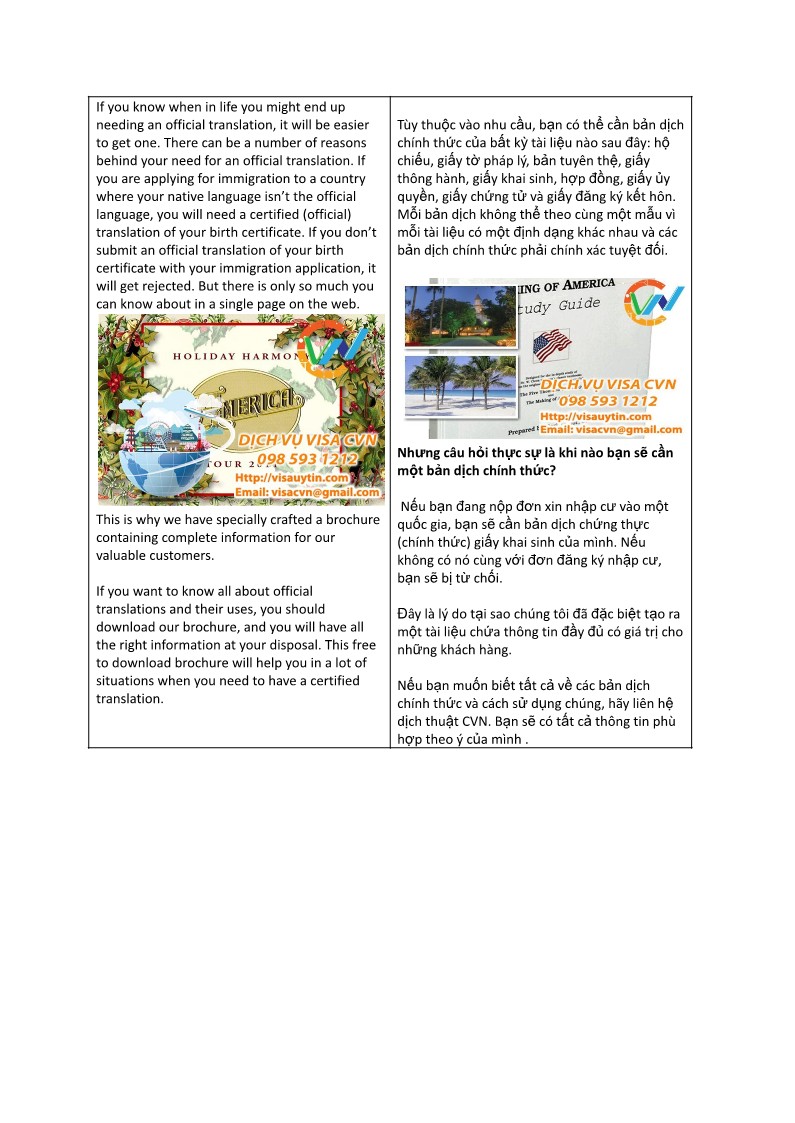 If you know when in life you might end up
needing an official translation, it will be easier
to get one. There can be a number of reasons
behind your need for an official translation. If
you are applying for immigration to a country
where your native language isn’t the official
language, you will need a certified (official)
translation of your birth certificate. If you don’t
submit an official translation of your birth
certificate with your immigration application, it
will get rejected. But there is only so much you
can know about in a single page on the web.
HOLIDAY HARMON
MERICH
DỊCH VỤ VISA CVN
098 593 1212
TOUR
Http://visauytin.com
Email: visacvn@gmail.com
This is why we have specially crafted a brochure
containing complete information for our
valuable customers.
If you want to know all about official
translations and their uses, you should
download our brochure, and you will have all
the right information at your disposal. This free
to download brochure will help you in a lot of
situations when you need to have a certified
translation.
Tùy thuộc vào nhu cầu, bạn có thể cần bản dịch
chính thức của bất kỳ tài liệu nào sau đây: hộ
chiếu, giấy tờ pháp lý, bản tuyên thệ, giấy
thông hành, giấy khai sinh, hợp đồng, giấy ủy
quyền, giấy chứng tử và giấy đăng ký kết hôn.
Mỗi bản dịch không thể theo cùng một mẫu vì
mỗi tài liệu có một định dạng khác nhau và các
bản dịch chính thức phải chính xác tuyệt đối.
KING OF AMERICA
tudy Guide
CVN
The Making of
Prepared
DỊCH VỤ VISA CVN
098 593 1212
Http://visauytin.com
Email: visacvn@gmail.com
Nhưng câu hỏi thực sự là khi nào bạn sẽ cần
một bản dịch chính thức?
Nếu bạn đang nộp đơn xin nhập cư vào một
quốc gia, bạn sẽ cần bản dịch chứng thực
(chính thức) giấy khai sinh của mình. Nếu
không có nó cùng với đơn đăng ký nhập cư,
bạn sẽ bị từ chối.
Đây là lý do tại sao chúng tôi đã đặc biệt tạo ra
một tài liệu chứa thông tin đầy đủ có giá trị cho
những khách hàng.
Nếu bạn muốn biết tất cả về các bản dịch
chính thức và cách sử dụng chúng, hãy liên hệ
dịch thuật CVN. Bạn sẽ có tất cả thông tin phù
hợp theo ý của mình .